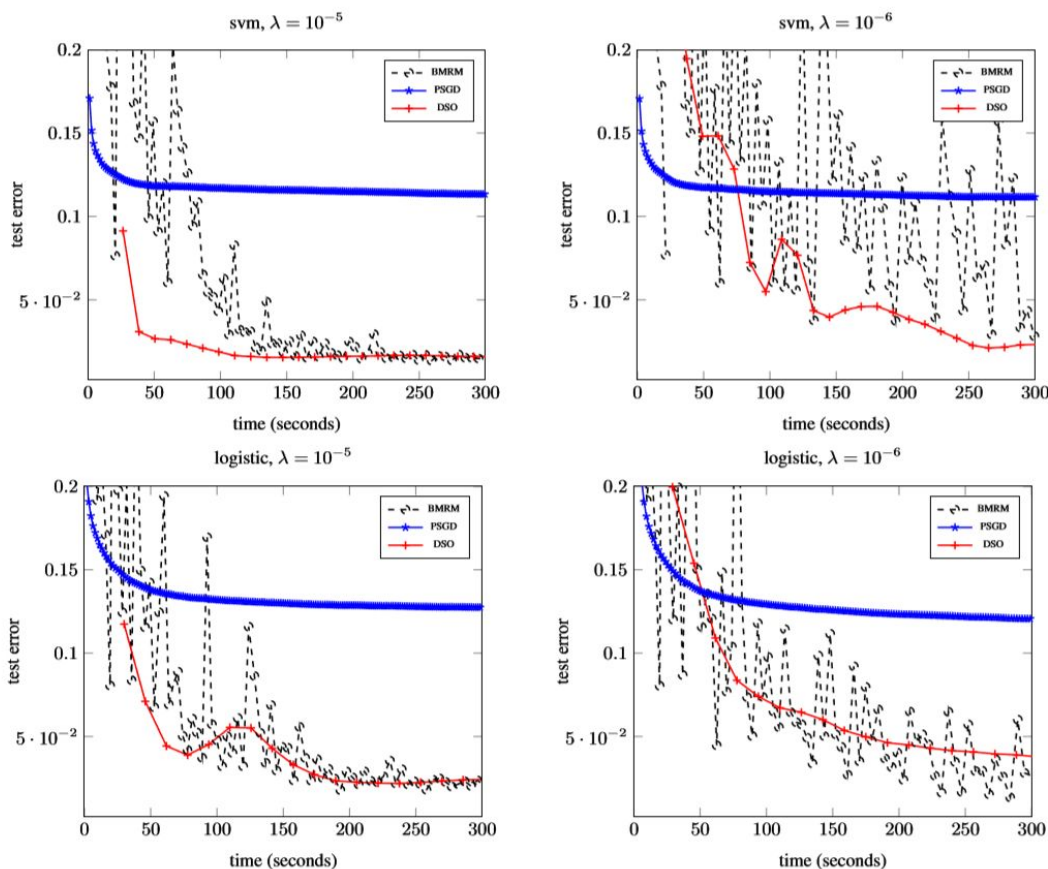 svm, λ = 10⁻⁵
0.2
0.15
0.1
5 · 10⁻²
test error
BMRM
PSGD
DSO
0 50 100 150 200 250 300
time (seconds)
svm, λ = 10⁻⁶
0.2
0.15
0.1
5 · 10⁻²
test error
BMRM
PSGD
DSO
0 50 100 150 200 250 300
time (seconds)
logistic, λ = 10⁻⁵
0.2
0.15
0.1
5 · 10⁻²
test error
BMRM
PSGD
DSO
0 50 100 150 200 250 300
time (seconds)
logistic, λ = 10⁻⁶
0.2
0.15
0.1
5 · 10⁻²
test error
BMRM
PSGD
DSO
0 50 100 150 200 250 300
time (seconds)